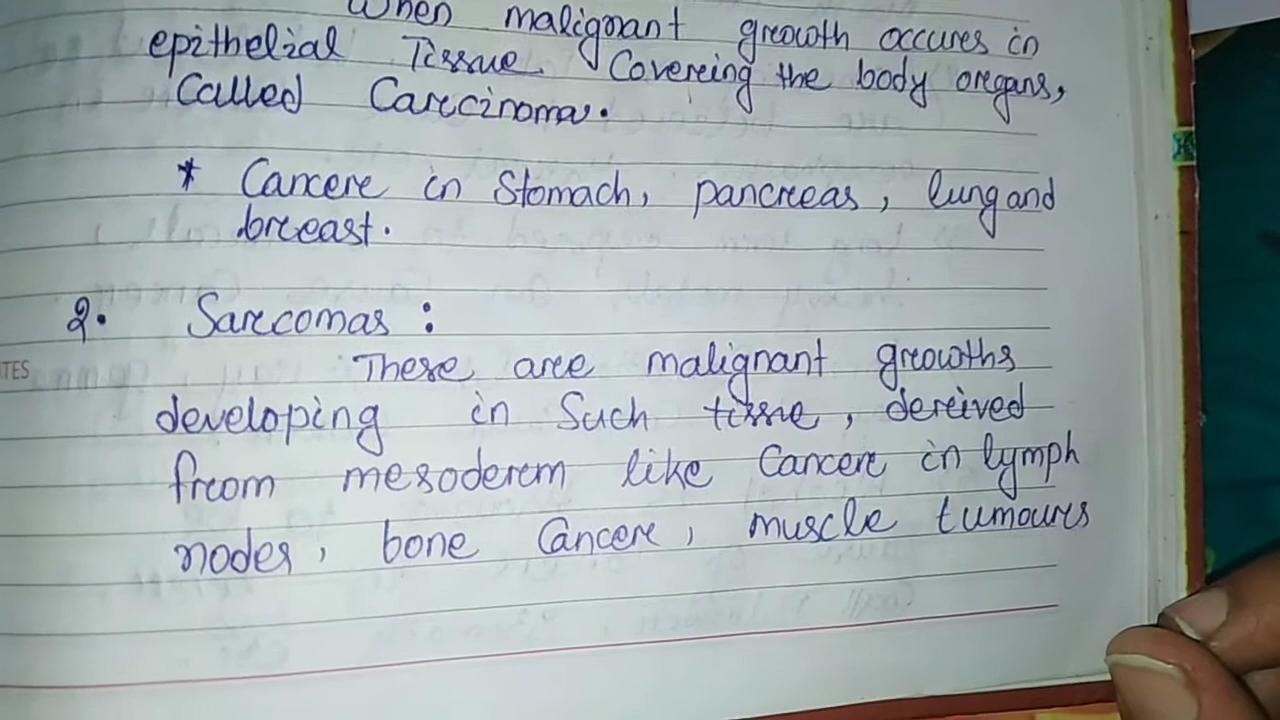 When malignant growth occures in
epithelial Tissue Covering the body organs,
Called Carcinoma.
* Cancer in Stomach, pancreas, lung and
breast.
2. Sarcomas :
These are malignant growths
developing in Such tissue, derived
from mesoderm like Cancer in lymph
nodes, bone Cancer, muscle tumours
TES